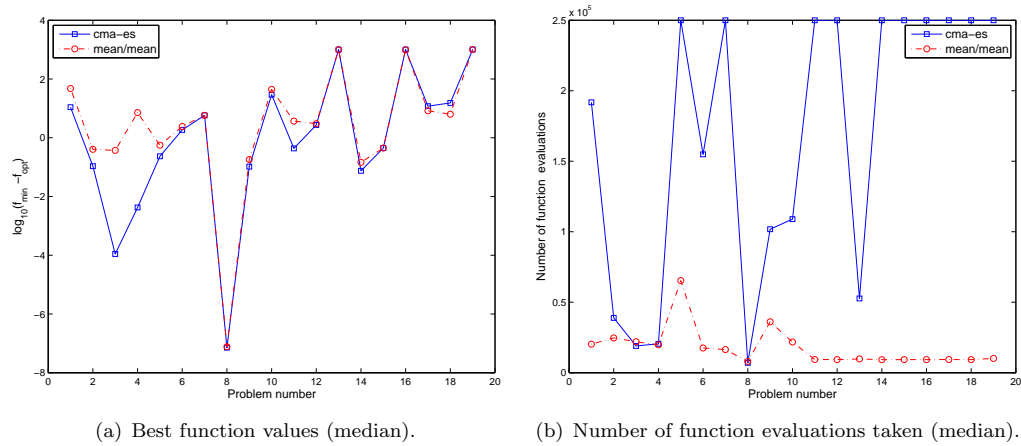 4
2
0
−2
−4
−6
−8
log10(fmin −fopt)
cma−es
mean/mean
0 2 4 6 8 10 12 14 16 18 20
Problem number
(a) Best function values (median).
x 10^5
2.5
2
1.5
1
0.5
0
Number of function evaluations
cma−es
mean/mean
0 2 4 6 8 10 12 14 16 18 20
Problem number
(b) Number of function evaluations taken (median).